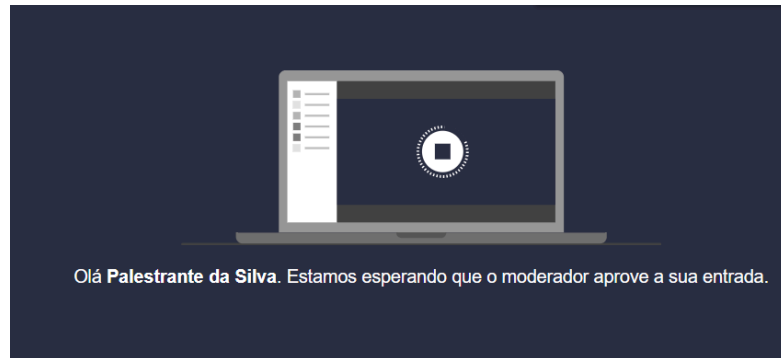 Olá Palestrante da Silva. Estamos esperando que o moderador aprove a sua entrada.